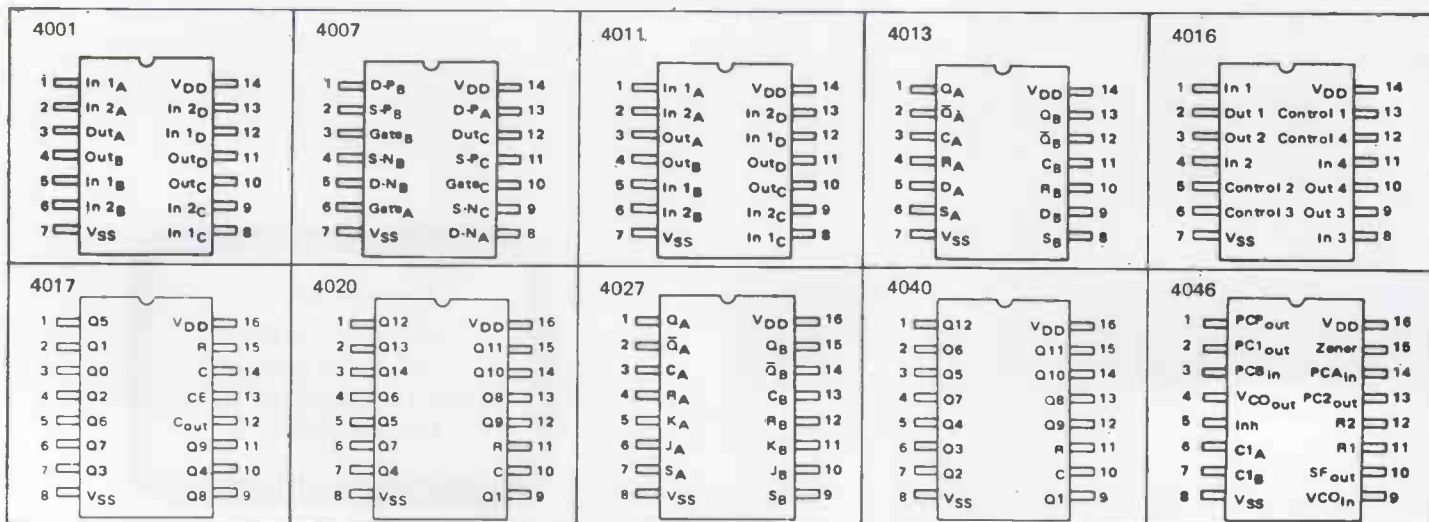 4001
1 In 1A VDD 14
2 In 2A In 2D 13
3 OutA In 1D 12
4 OutB OutD 11
5 In 1B OutC 10
6 In 2B In 2C 9
7 VSS In 1C 8
4007
1 D-PB VDD 14
2 S-PB D-PA 13
3 GateB OutC 12
4 S-NB S-PC 11
5 D-NB GateC 10
6 GateA S-NC 9
7 VSS D-NA 8
4011
1 In 1A VDD 14
2 In 2A In 2D 13
3 OutA In 1D 12
4 OutB OutD 11
5 In 1B OutC 10
6 In 2B In 2C 9
7 VSS In 1C 8
4013
1 QA VDD 14
2 Q̅A QB 13
3 CA Q̅B 12
4 RA CB 11
5 DA RB 10
6 SA DB 9
7 VSS SB 8
4016
1 In 1 VDD 14
2 Out 1 Control 1 13
3 Out 2 Control 4 12
4 In 2 In 4 11
5 Control 2 Out 4 10
6 Control 3 Out 3 9
7 VSS In 3 8
4017
1 Q5 VDD 16
2 Q1 R 15
3 Q0 C 14
4 Q2 CE 13
5 Q6 Cout 12
6 Q7 Q9 11
7 Q3 Q4 10
8 VSS Q8 9
4020
1 Q12 VDD 16
2 Q13 Q11 15
3 Q14 Q10 14
4 Q6 Q8 13
5 Q5 Q9 12
6 Q7 R 11
7 Q4 C 10
8 VSS Q1 9
4027
1 QA VDD 16
2 Q̅A QB 15
3 CA Q̅B 14
4 RA CB 13
5 KA RB 12
6 JA KB 11
7 SA JB 10
8 VSS SB 9
4040
1 Q12 VDD 16
2 Q6 Q11 15
3 Q5 Q10 14
4 Q7 Q8 13
5 Q4 Q9 12
6 Q3 R 11
7 Q2 C 10
8 VSS Q1 9
4046
1 PCPout VDD 16
2 PC1out Zener 15
3 PCBin PCAin 14
4 VCOout PC2out 13
5 Inh R2 12
6 C1A R1 11
7 C1B SFout 10
8 VSS VCOin 9